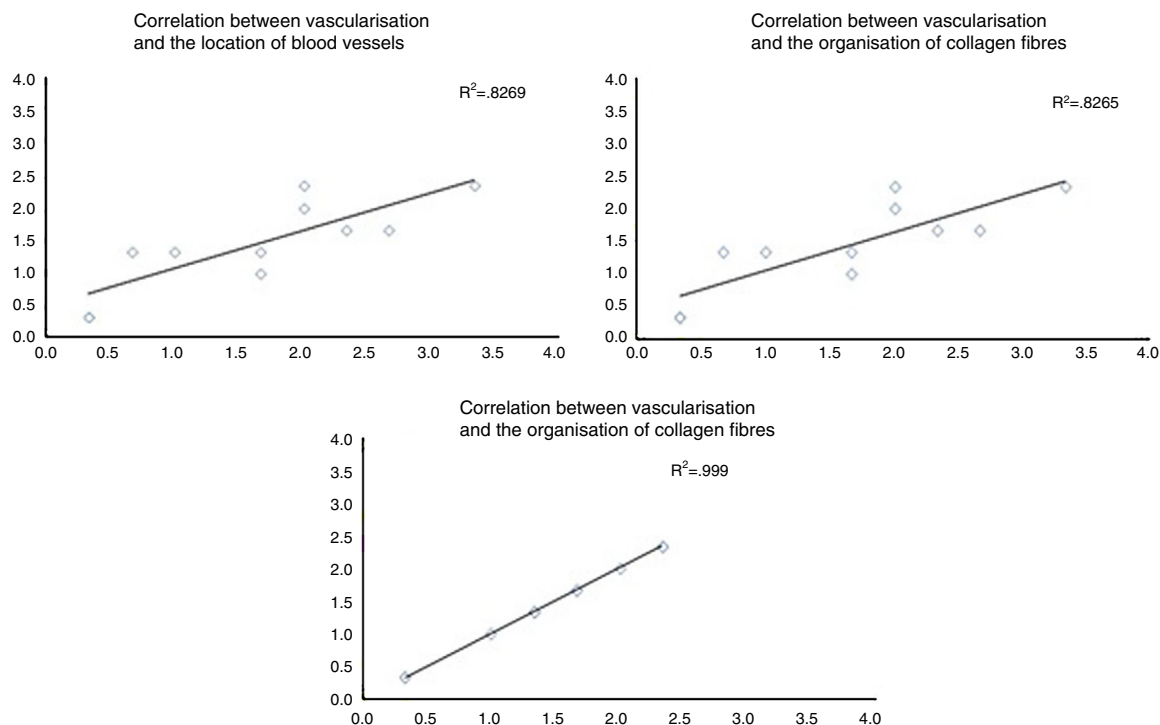 Correlation between vascularisation
and the location of blood vessels
R²=.8269
4.0
3.5
3.0
2.5
2.0
1.5
1.0
0.5
0.0
0.0 0.5 1.0 1.5 2.0 2.5 3.0 3.5 4.0
Correlation between vascularisation
and the organisation of collagen fibres
R²=.8265
4.0
3.5
3.0
2.5
2.0
1.5
1.0
0.5
0.0
0.0 0.5 1.0 1.5 2.0 2.5 3.0 3.5 4.0
Correlation between vascularisation
and the organisation of collagen fibres
R²=.999
4.0
3.5
3.0
2.5
2.0
1.5
1.0
0.5
0.0
0.0 0.5 1.0 1.5 2.0 2.5 3.0 3.5 4.0